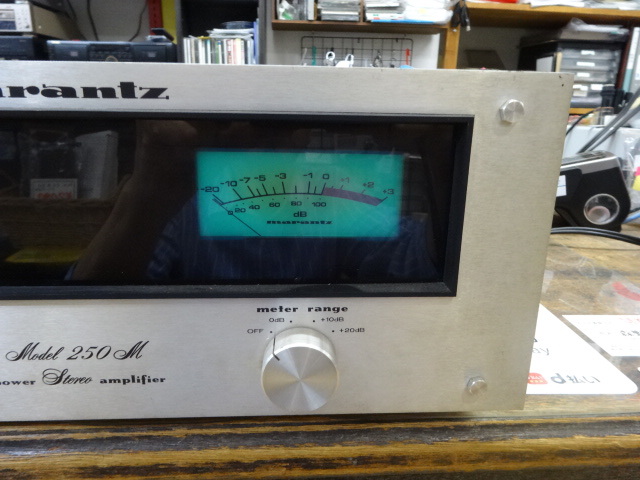 marantz
-20 -10 -7 -5 -3 -1 0 +1 +2 +3
0 20 40 60 80 100
dB
marantz
meter range
0dB +10dB
OFF +20dB
Model 250M
power Stereo amplifier